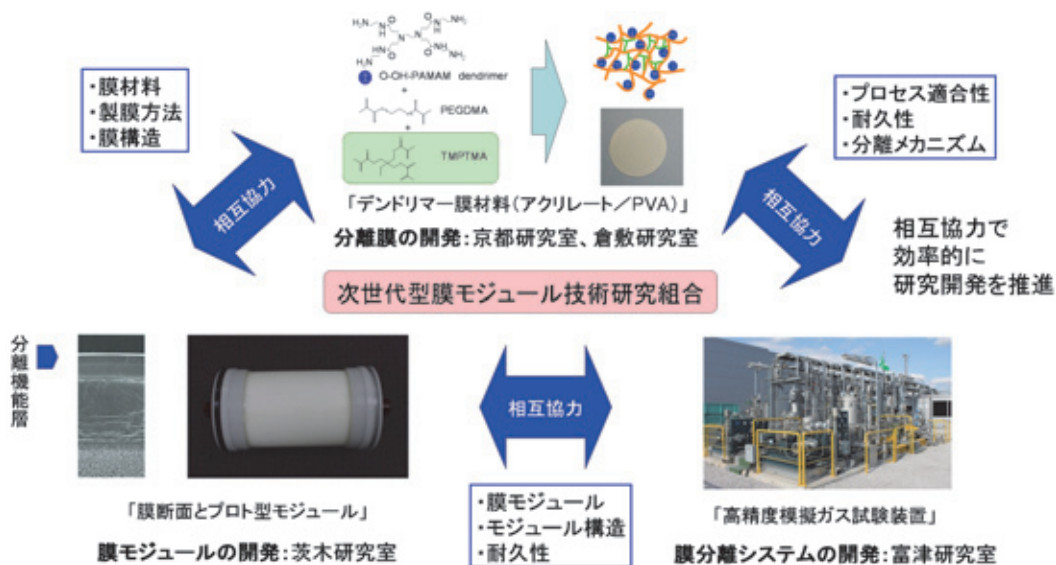 H₂N
NH₂
O-OH-PAMAM dendrimer
+
PEGDMA
+
TMPTMA
・膜材料
・製膜方法
・膜構造
・プロセス適合性
・耐久性
・分離メカニズム
相互協力
相互協力
「デンドリマー膜材料(アクリレート/PVA)」
分離膜の開発:京都研究室、倉敷研究室
相互協力で
効率的に
研究開発を推進
次世代型膜モジュール技術研究組合
分離機能層
相互協力
「膜断面とプロト型モジュール」
膜モジュールの開発:茨木研究室
・膜モジュール
・モジュール構造
・耐久性
「高精度模擬ガス試験装置」
膜分離システムの開発:富津研究室